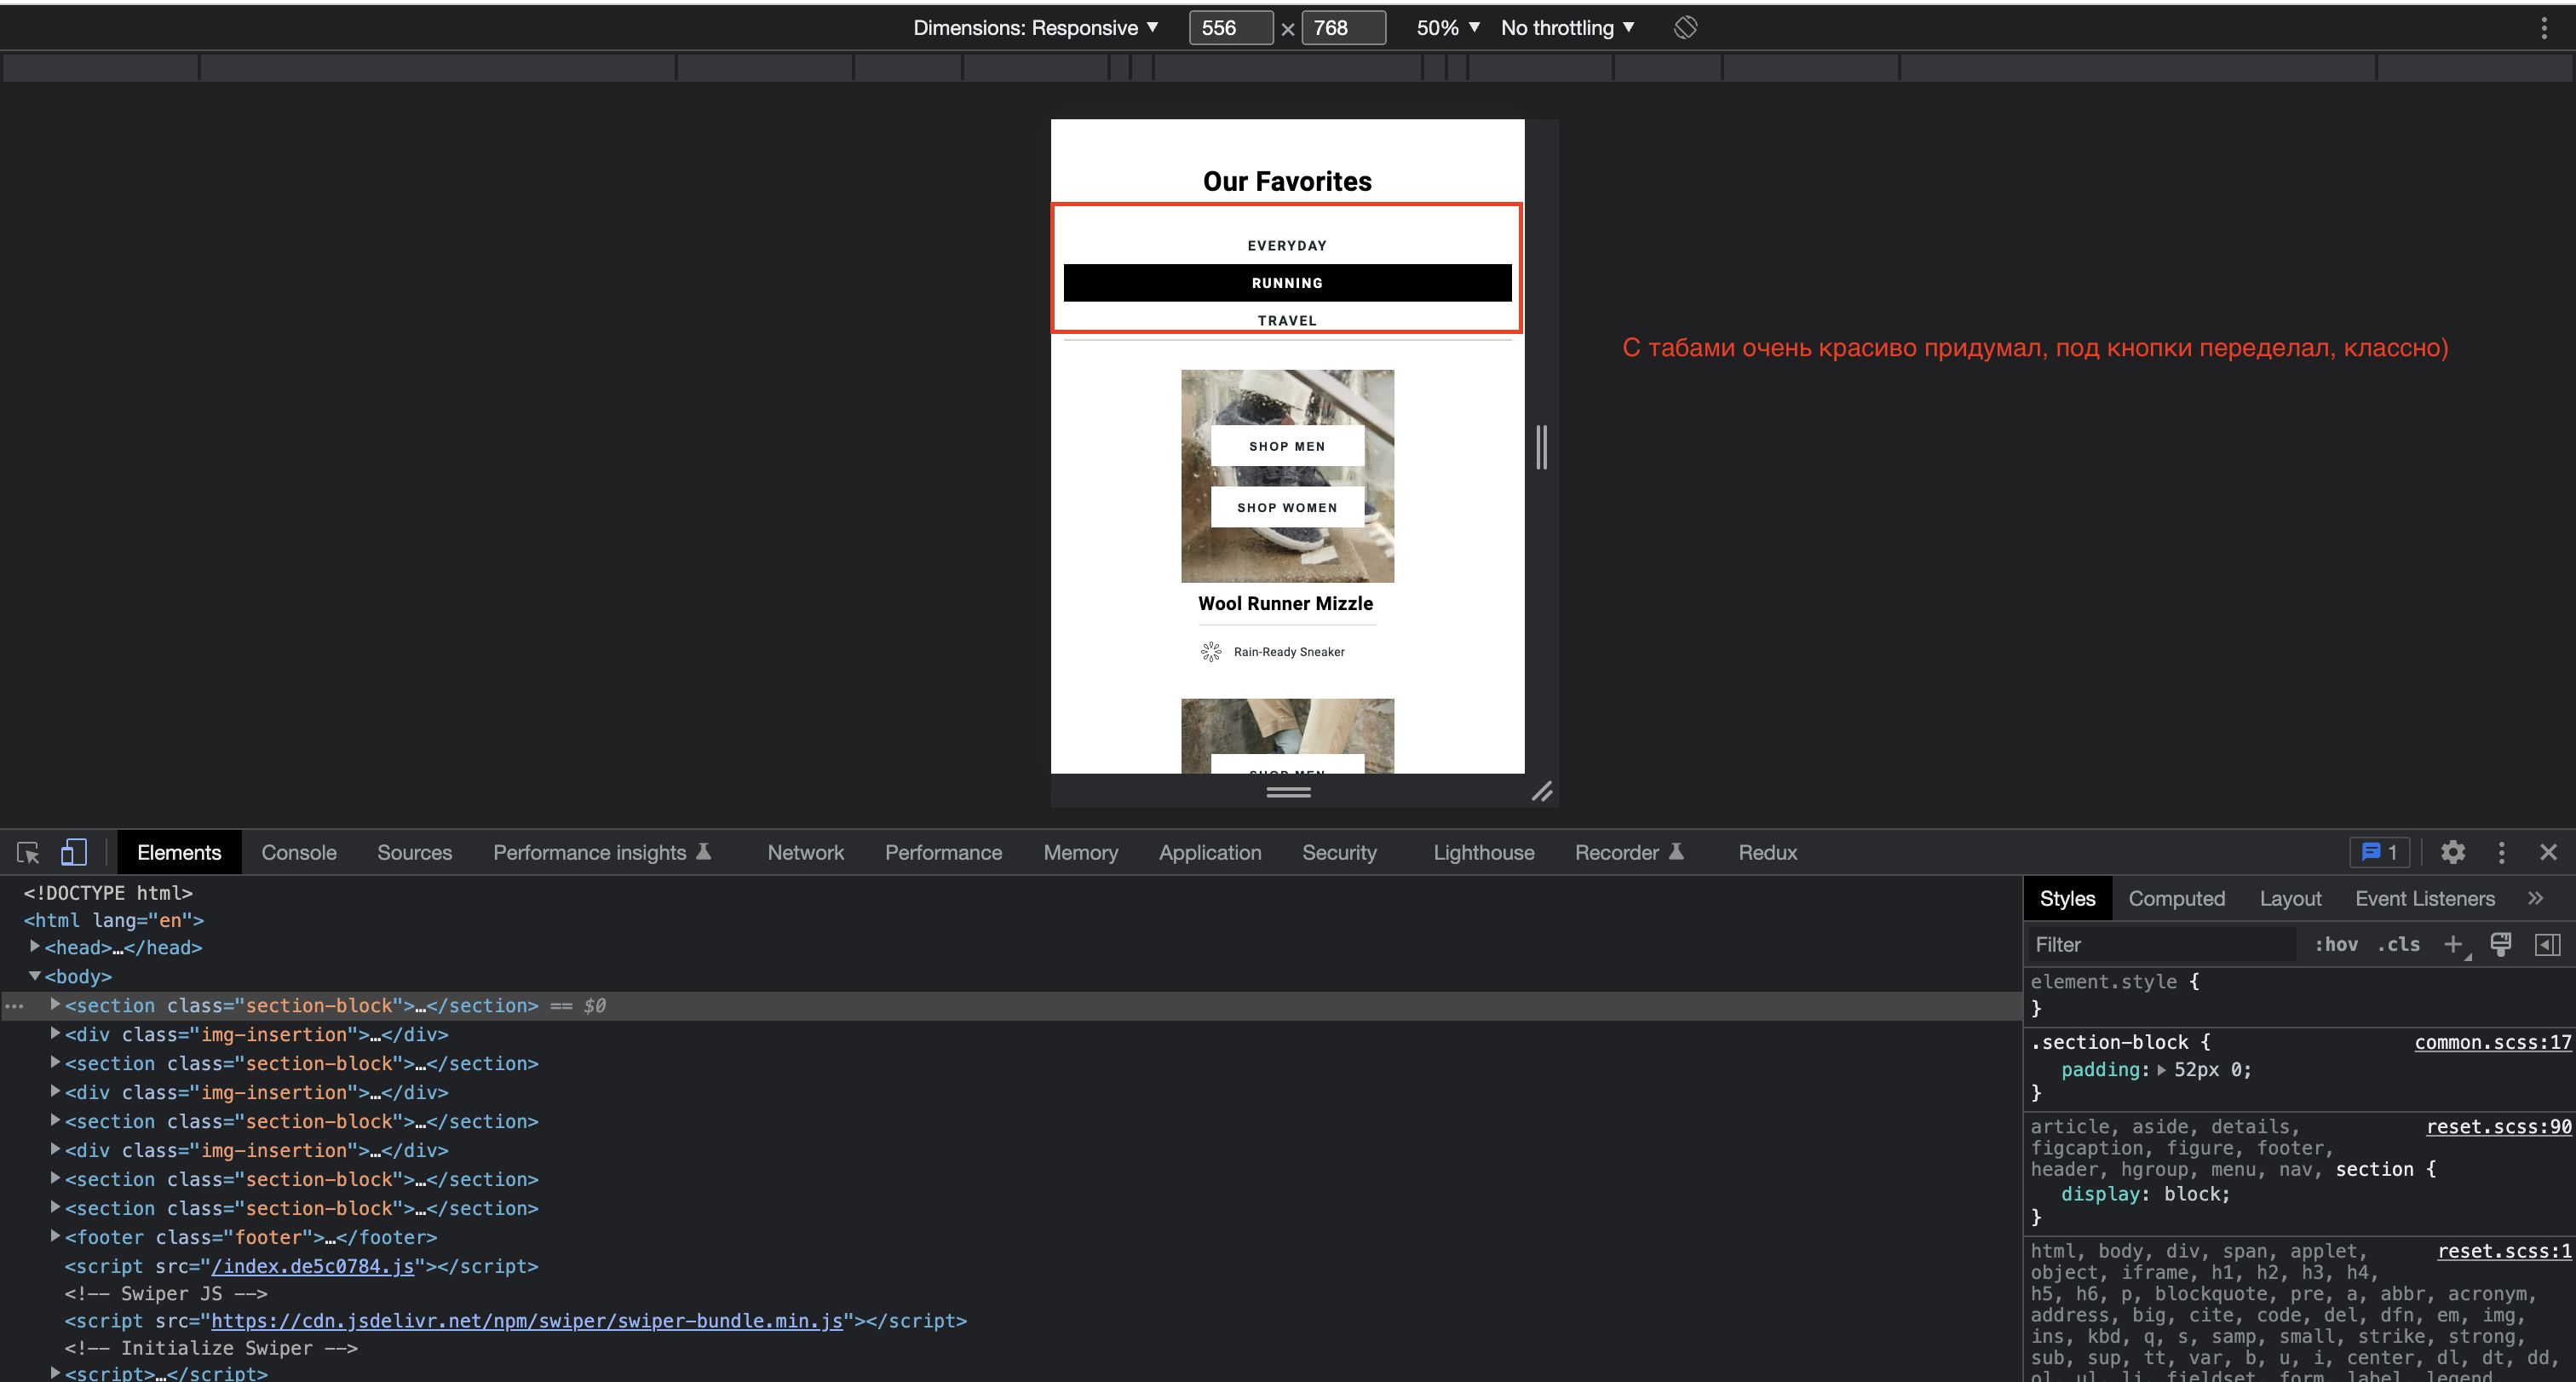 Dimensions: Responsive ▼ 556 × 768 50% ▼ No throttling ▼
Our Favorites
EVERYDAY
RUNNING
TRAVEL
С табами очень красиво придумал, под кнопки переделал, классно)
SHOP MEN
SHOP WOMEN
Wool Runner Mizzle
Rain-Ready Sneaker
SHOP MEN
Elements Console Sources Performance insights Network Performance Memory Application Security Lighthouse Recorder Redux 1
<!DOCTYPE html>
<html lang="en">
<head>…</head>
<body>
<section class="section-block">…</section> == $0
<div class="img-insertion">…</div>
<section class="section-block">…</section>
<div class="img-insertion">…</div>
<section class="section-block">…</section>
<div class="img-insertion">…</div>
<section class="section-block">…</section>
<section class="section-block">…</section>
<footer class="footer">…</footer>
<script src="/index.de5c0784.js"></script>
<!-- Swiper JS -->
<script src="https://cdn.jsdelivr.net/npm/swiper/swiper-bundle.min.js"></script>
<!-- Initialize Swiper -->
<script>…</script>
Styles Computed Layout Event Listeners »
Filter :hov .cls +
element.style {
}
.section-block { common.scss:17
padding: 52px 0;
}
article, aside, details, reset.scss:90
figcaption, figure, footer,
header, hgroup, menu, nav, section {
display: block;
}
html, body, div, span, applet, reset.scss:1
object, iframe, h1, h2, h3, h4,
h5, h6, p, blockquote, pre, a, abbr, acronym,
address, big, cite, code, del, dfn, em, img,
ins, kbd, q, s, samp, small, strike, strong,
sub, sup, tt, var, b, u, i, center, dl, dt, dd,
ol, ul, li, fieldset, form, label, legend,